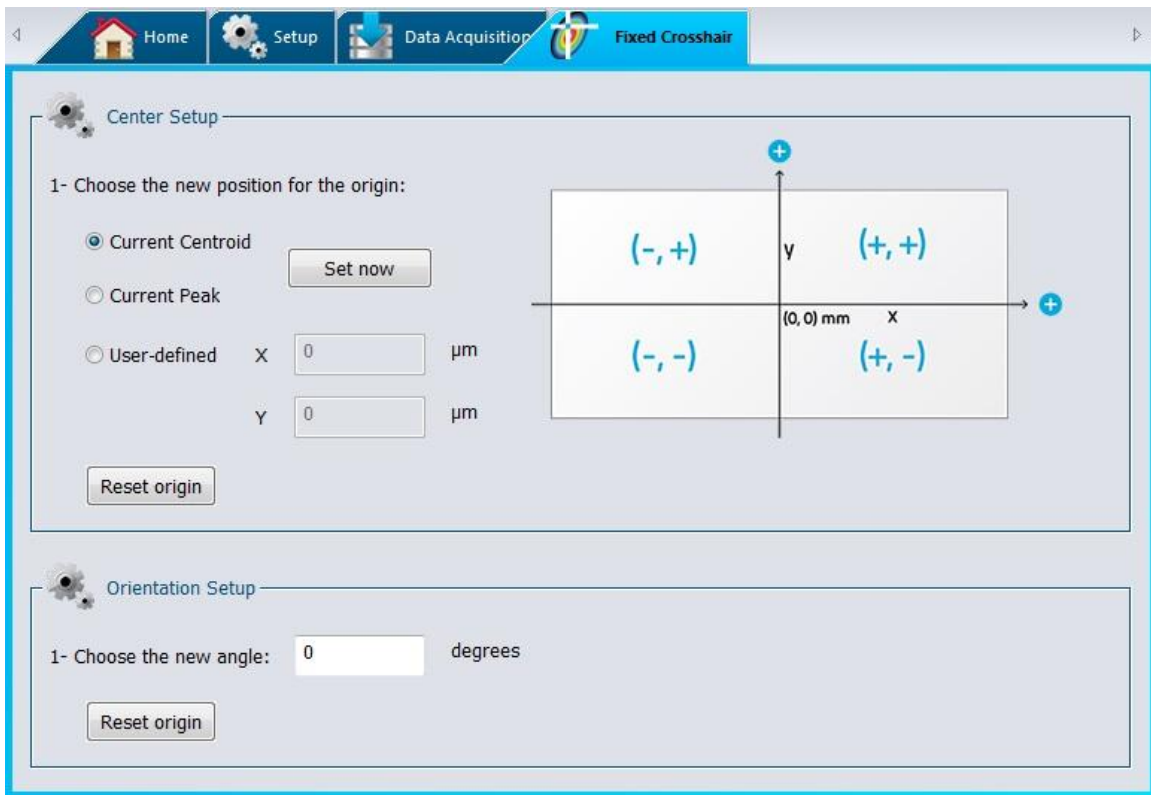 Home Setup Data Acquisition Fixed Crosshair
Center Setup
1- Choose the new position for the origin:
Current Centroid
Set now
Current Peak
User-defined X 0 µm
Y 0 µm
Reset origin
(-, +) y (+, +)
(0, 0) mm x
(-, -) (+, -)
Orientation Setup
1- Choose the new angle: 0 degrees
Reset origin